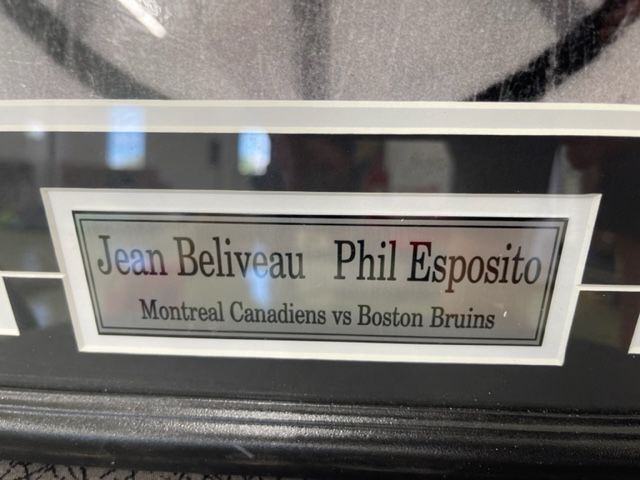 Jean Beliveau Phil Esposito
Montreal Canadiens vs Boston Bruins